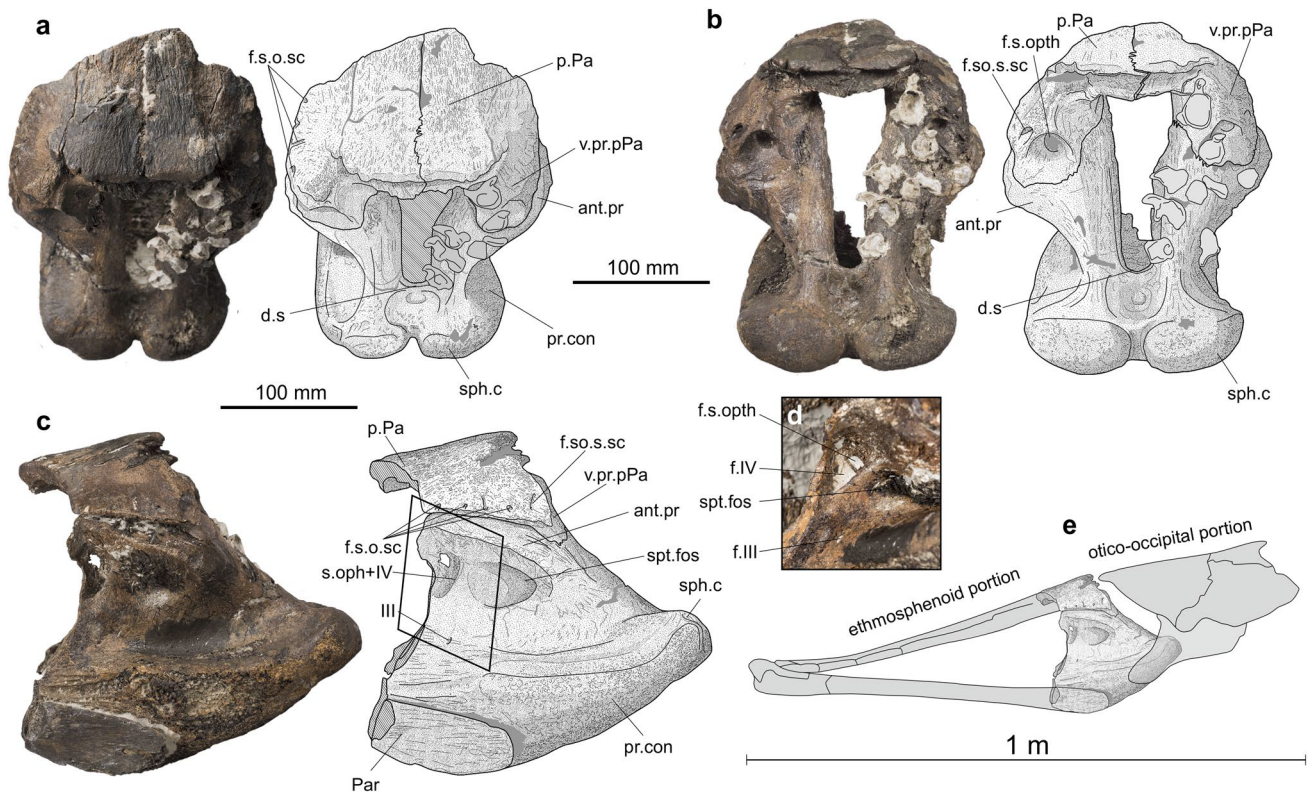 a
f.s.o.sc
p.Pa
v.pr.pPa
ant.pr
d.s
pr.con
sph.c
100 mm
b
p.Pa
v.pr.pPa
f.s.opth
f.so.s.sc
ant.pr
d.s
sph.c
100 mm
c
p.Pa
f.so.s.sc
v.pr.pPa
ant.pr
f.s.o.sc
spt.fos
s.oph+IV
sph.c
III
pr.con
Par
d
f.s.opth
f.IV
spt.fos
f.III
e
otico-occipital portion
ethmosphenoid portion
1 m